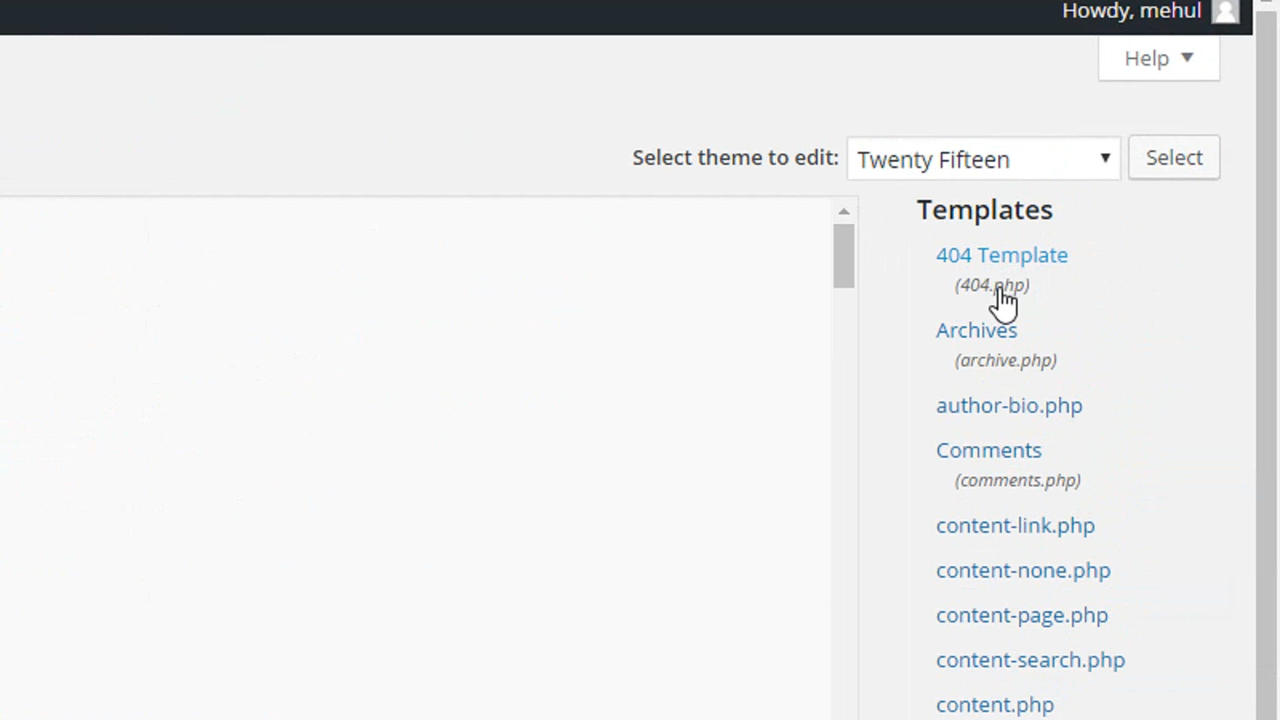 Howdy, mehul
Help
Select theme to edit: Twenty Fifteen Select
Templates
404 Template
(404.php)
Archives
(archive.php)
author-bio.php
Comments
(comments.php)
content-link.php
content-none.php
content-page.php
content-search.php
content.php